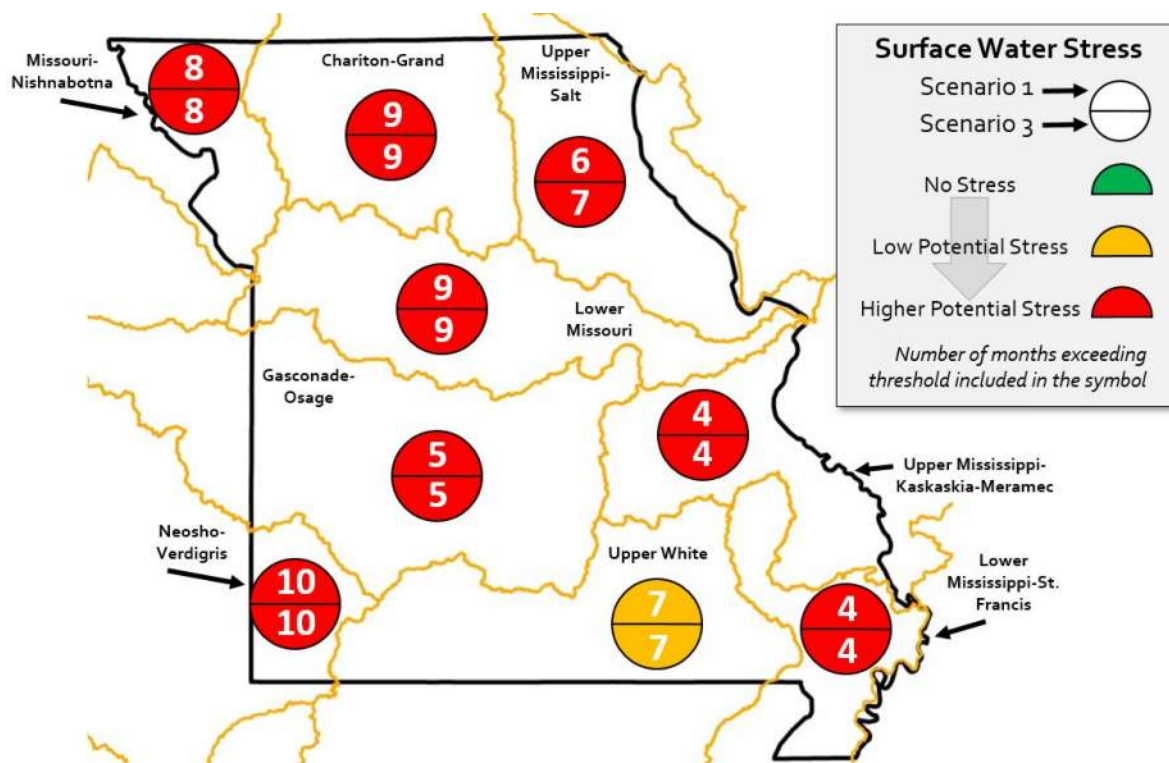 Missouri-
Nishnabotna
8
8
Chariton-Grand
9
9
Upper
Mississippi-
Salt
6
7
9
9
Lower
Missouri
Gasconade-
Osage
5
5
4
4
Upper Mississippi-
Kaskaskia-Meramec
Neosho-
Verdigris
10
10
Upper White
7
7
4
4
Lower
Mississippi-St.
Francis
Surface Water Stress
Scenario 1
Scenario 3
No Stress
Low Potential Stress
Higher Potential Stress
Number of months exceeding
threshold included in the symbol